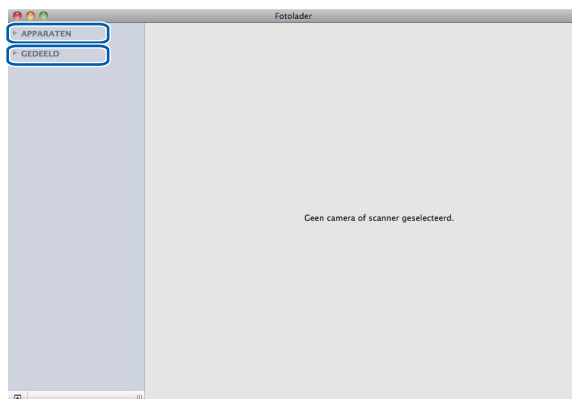 Fotolader
APPARATEN
GEDEELD
Geen camera of scanner geselecteerd.